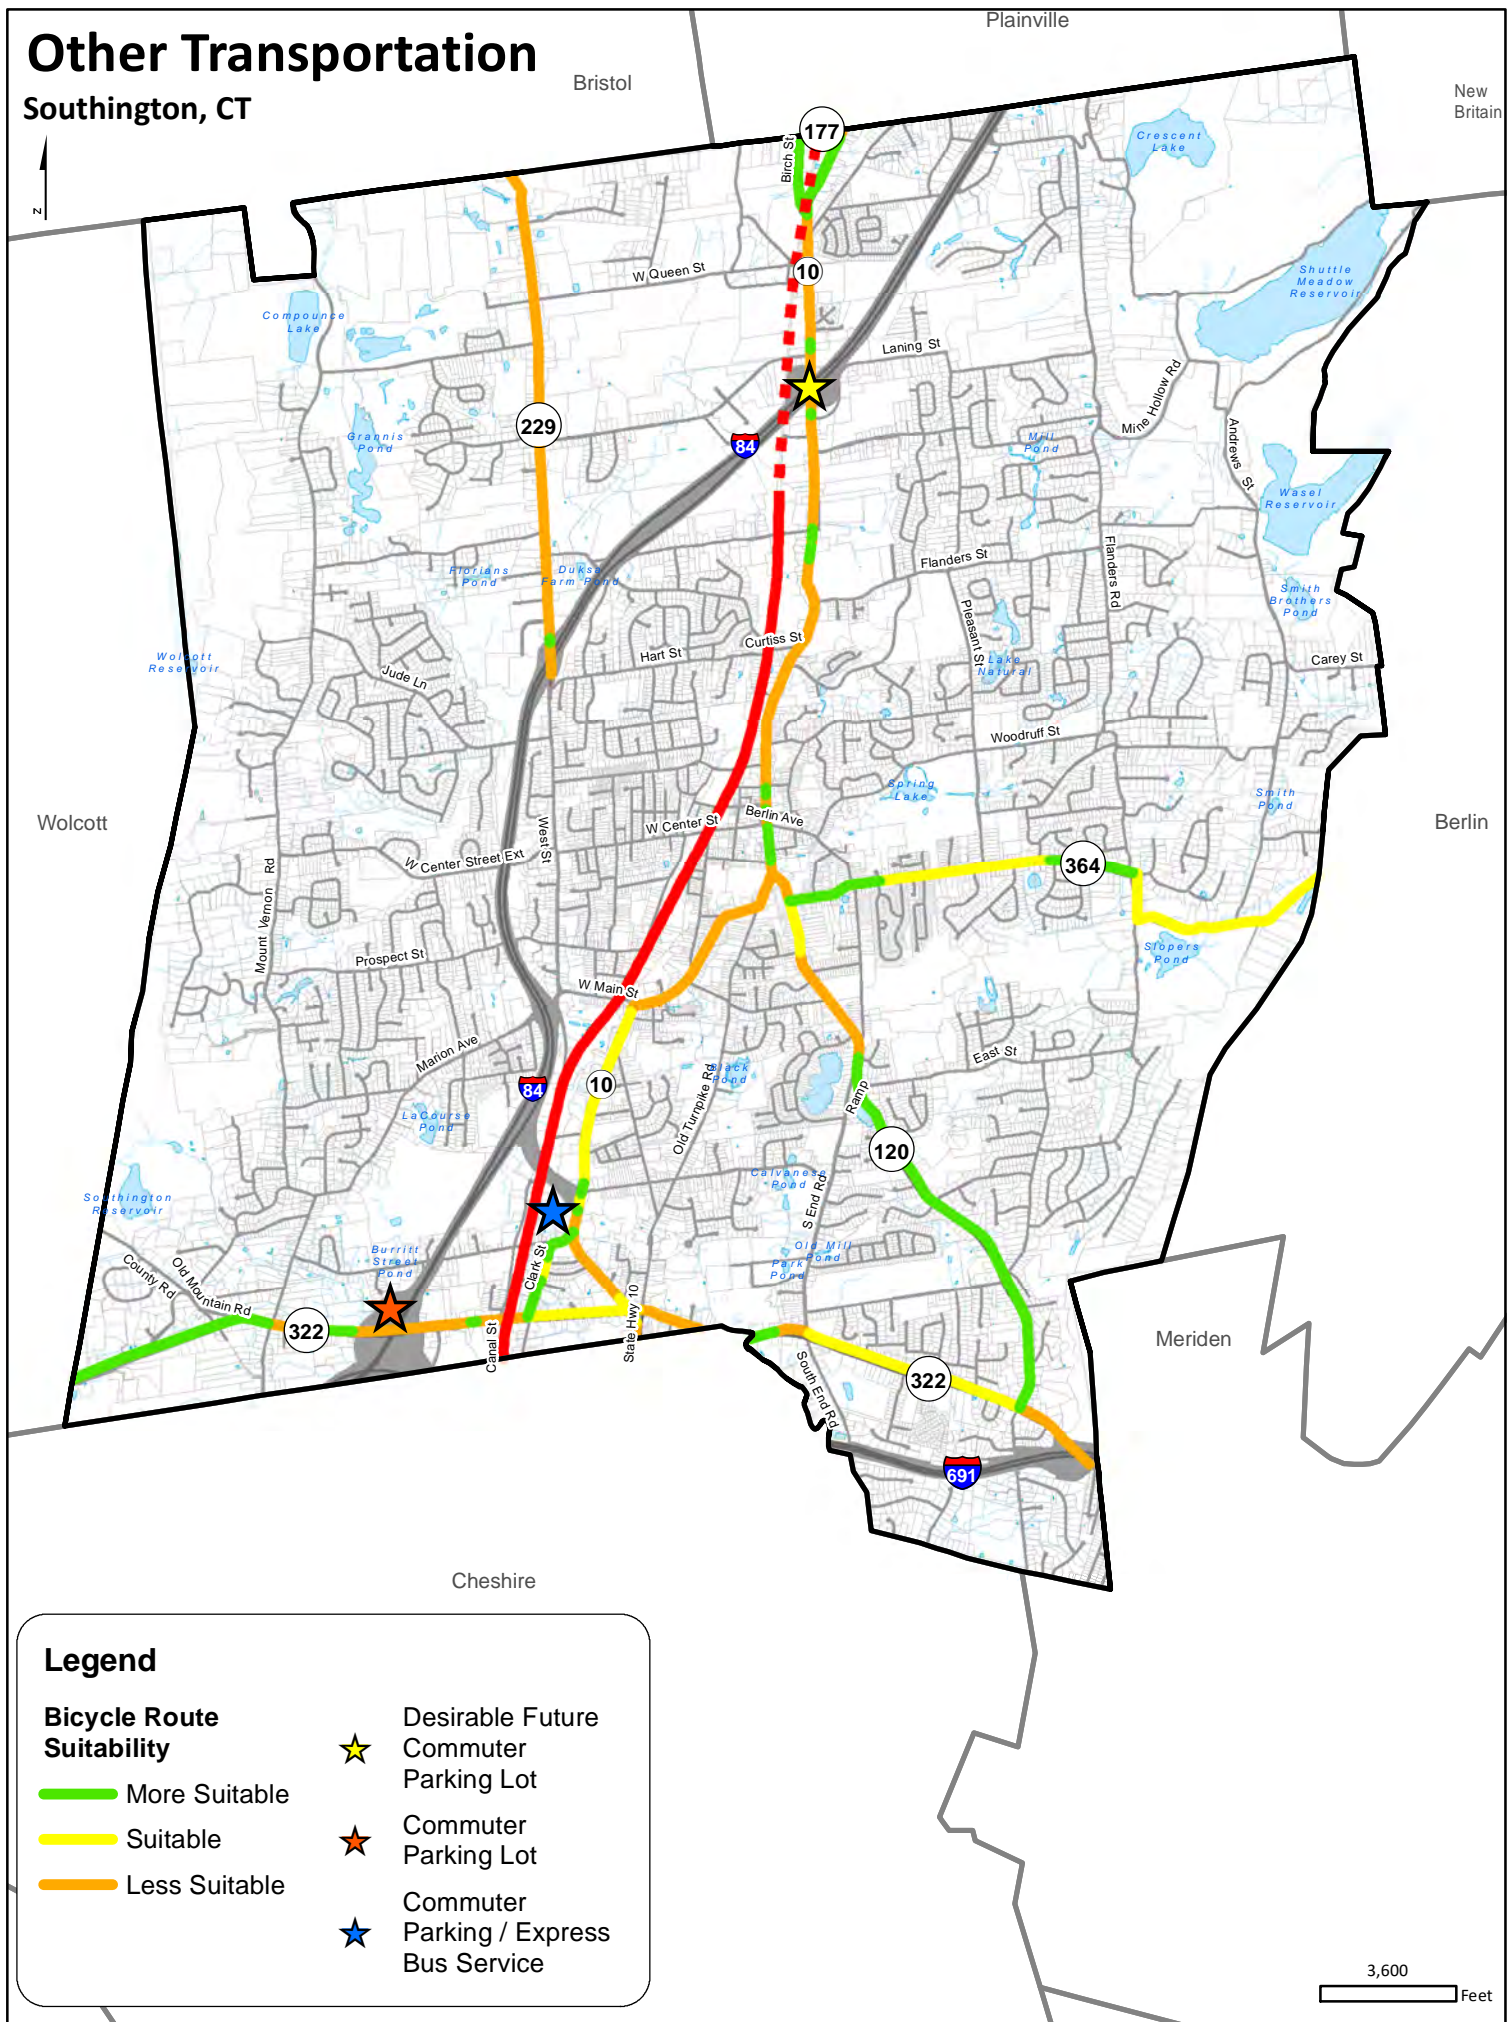 Other Transportation
Southington, CT
Plainville
Bristol
New
Britain
N
177
Birch St
Crescent
Lake
W Queen St
10
Shuttle
Meadow
Reservoir
Compounce
Lake
Laning St
Mine Hollow Rd
229
Grannis
Pond
84
Mill
Pond
Andrews St
Wasel
Reservoir
Florians
Pond
Duksa
Farm Pond
Flanders St
Flanders Rd
Smith
Brothers
Pond
Pleasant St
Curtiss St
Hart St
Wolcott
Reservoir
Jude Ln
Lake
Natural
Carey St
Woodruff St
Spring
Lake
Smith
Pond
Wolcott
Berlin
West St
W Center St
Berlin Ave
W Center Street Ext
364
Mount Vernon Rd
Prospect St
Slopers
Pond
W Main St
Marion Ave
East St
84
10
Black
Pond
Old Turnpike Rd
Ramp
LaCourse
Pond
120
Southington
Reservoir
Calvanese
Pond
S End Rd
Old Mill
Pond
Park
Pond
Burritt
Street
Pond
County Rd
Old Mountain Rd
Clark St
322
Canal St
State Hwy 10
Meriden
322
South End Rd
691
Cheshire
Legend
Bicycle Route
Suitability
More Suitable
Suitable
Less Suitable
Desirable Future
Commuter
Parking Lot
Commuter
Parking Lot
Commuter
Parking / Express
Bus Service
3,600
Feet